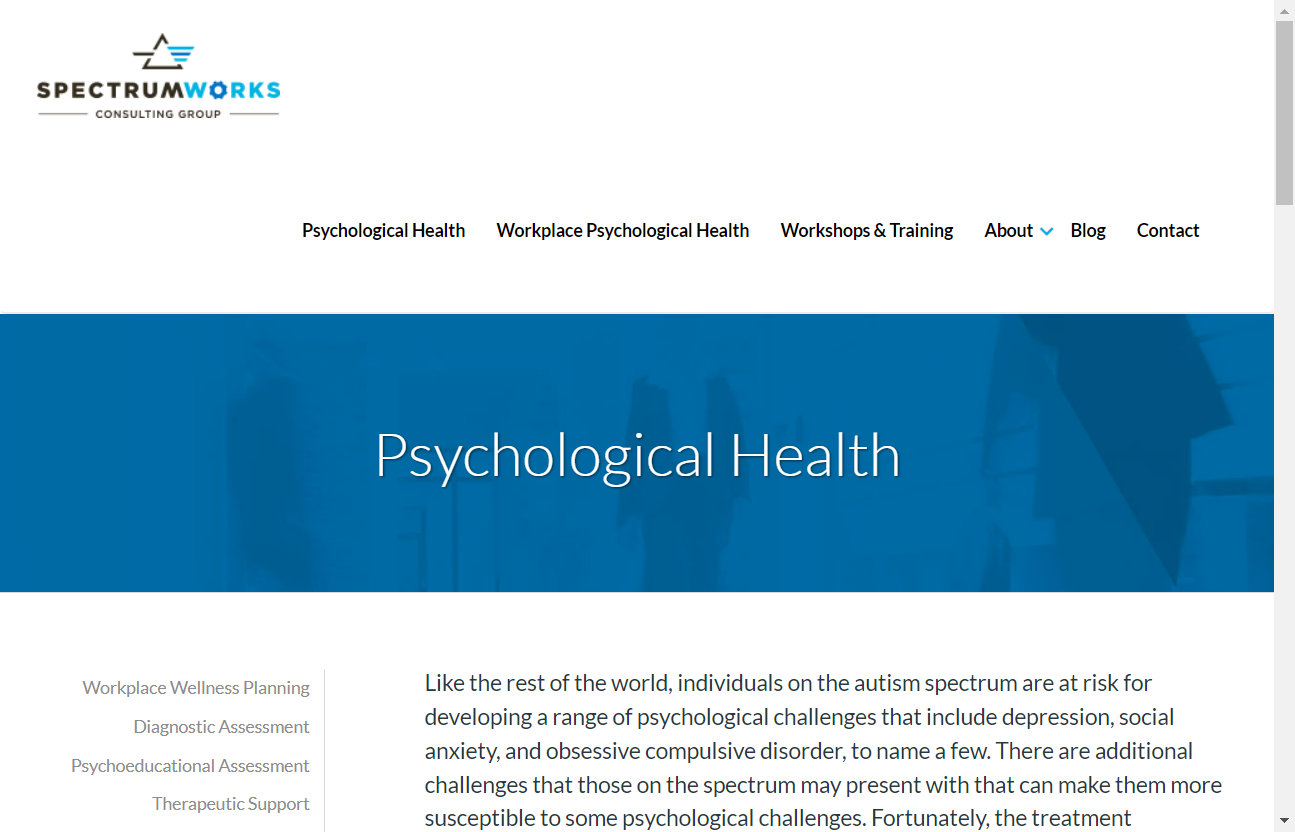 SPECTRUMWORKS
CONSULTING GROUP
Psychological Health Workplace Psychological Health Workshops & Training About Blog Contact
Psychological Health
Workplace Wellness Planning
Diagnostic Assessment
Psychoeducational Assessment
Therapeutic Support
Like the rest of the world, individuals on the autism spectrum are at risk for
developing a range of psychological challenges that include depression, social
anxiety, and obsessive compulsive disorder, to name a few. There are additional
challenges that those on the spectrum may present with that can make them more
susceptible to some psychological challenges. Fortunately, the treatment